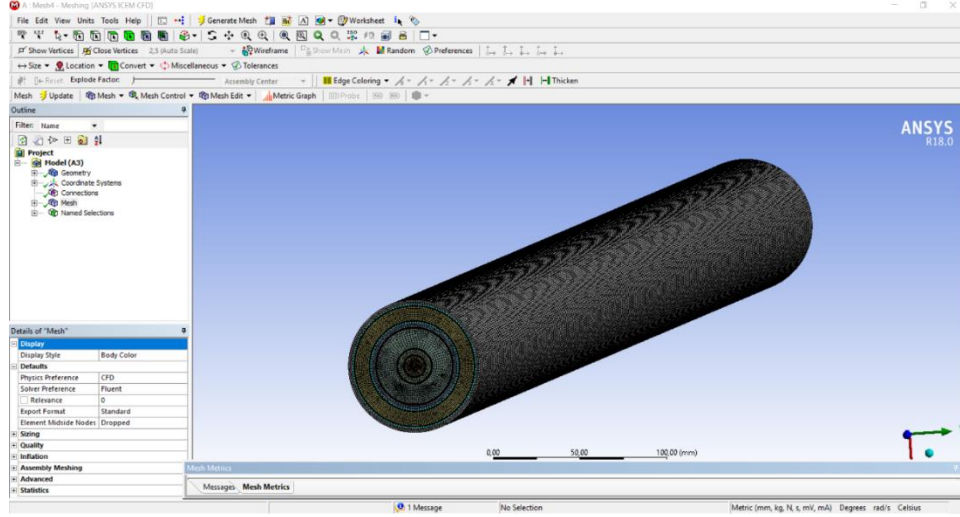 A : Mesh4 - Meshing [ANSYS ICEM CFD]
File Edit View Units Tools Help Generate Mesh Worksheet
Show Vertices Close Vertices 2,5 (Auto Scale) Wireframe Show Mesh Random Preferences
Size Location Convert Miscellaneous Tolerances
Reset Explode Factor: Assembly Center Edge Coloring Thicken
Mesh Update Mesh Mesh Control Mesh Edit Metric Graph Probe
Outline
Filter: Name
Project
Model (A3)
Geometry
Coordinate Systems
Connections
Mesh
Named Selections
ANSYS
R18.0
Details of "Mesh"
Display
Display Style Body Color
Defaults
Physics Preference CFD
Solver Preference Fluent
Relevance 0
Export Format Standard
Element Midside Nodes Dropped
Sizing
Quality
Inflation
Assembly Meshing
Advanced
Statistics
0,00 50,00 100,00 (mm)
Mesh Metrics
Messages Mesh Metrics
1 Message No Selection Metric (mm, kg, N, s, mV, mA) Degrees rad/s Celsius